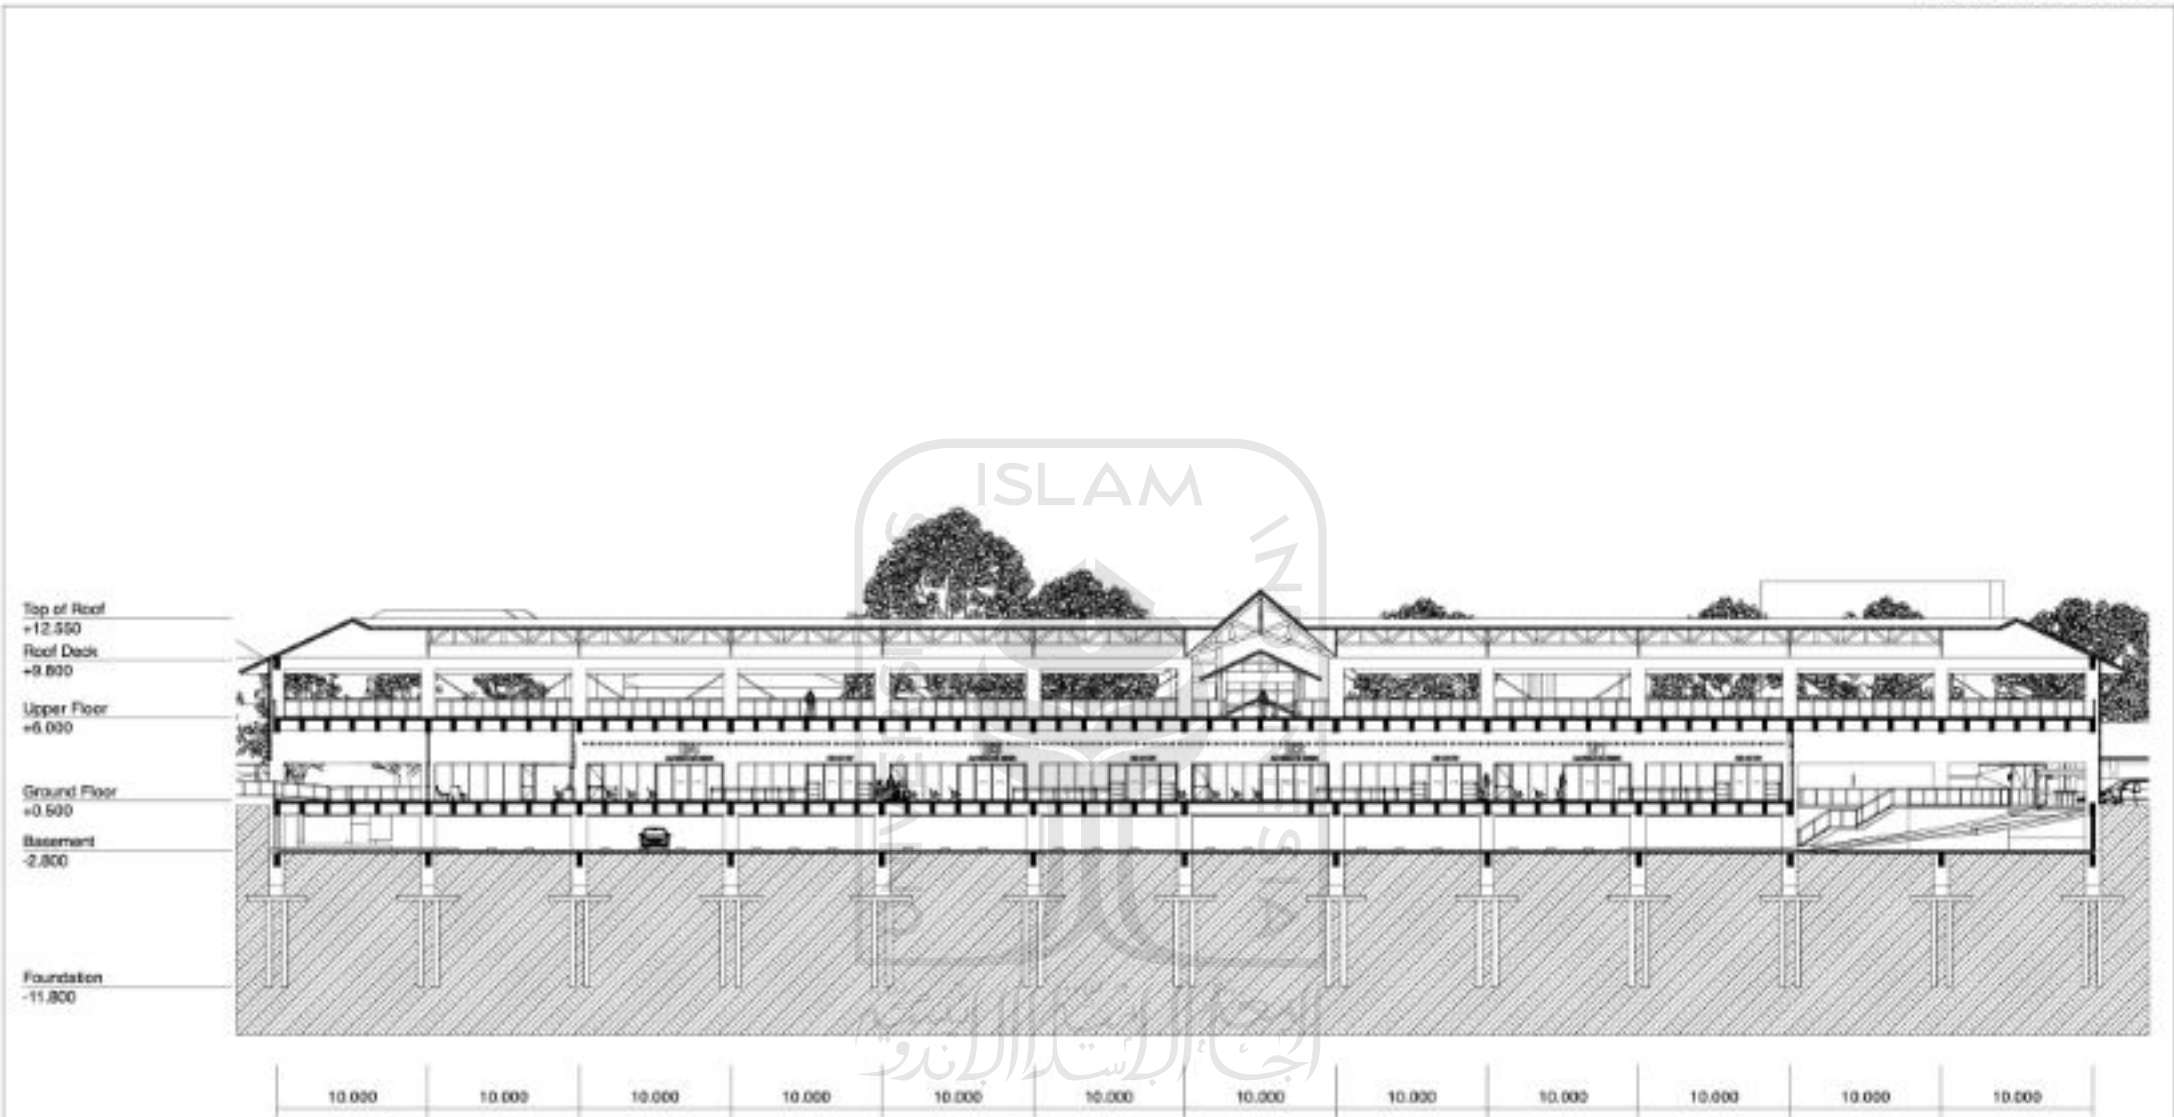 ISLAM
UNIVERSITAS
INDONESIA
Top of Roof
+12.550
Roof Deck
+9.800
Upper Floor
+6.000
Ground Floor
+0.500
Basement
-2.800
Foundation
-11.800
10.000 10.000 10.000 10.000 10.000 10.000 10.000 10.000 10.000 10.000 10.000 10.000